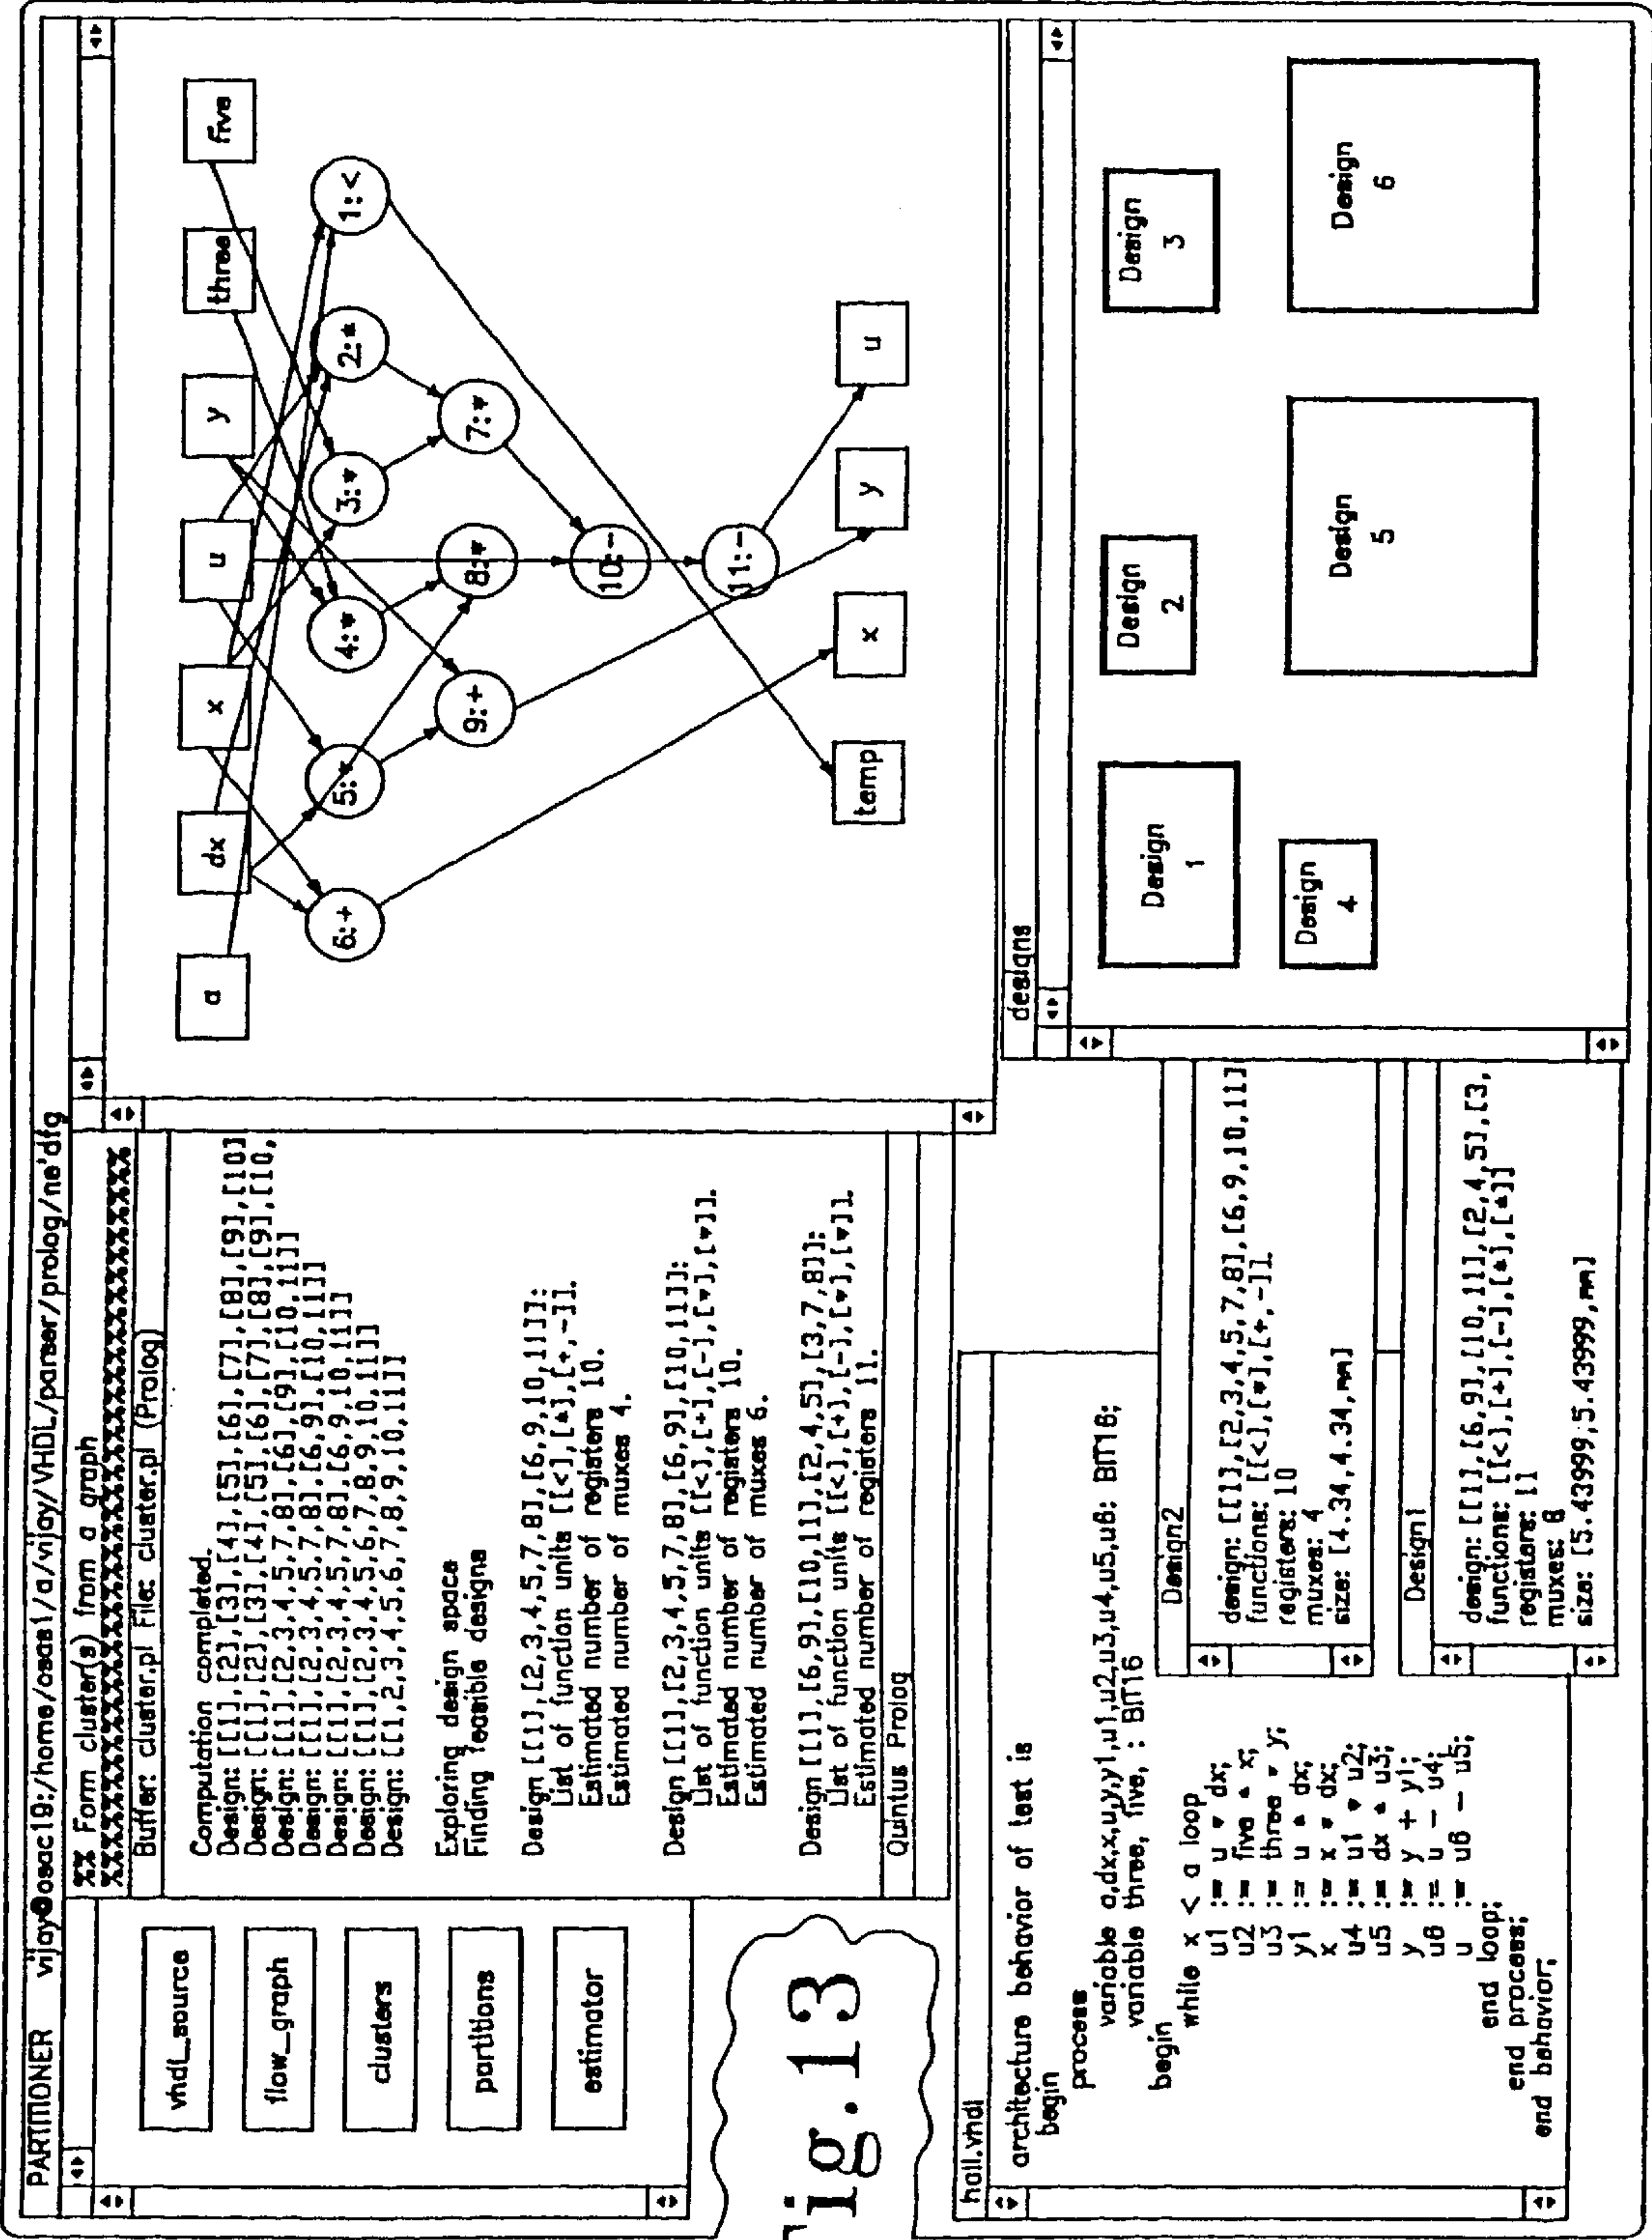 PARTITIONER vijay@osac19:/home/osas1/a/vijay/VHDL/parser/prolog/ne'dfg
vhdl_source
flow_graph
clusters
partitions
estimator
%% Form cluster(s) from a graph
%%%%%%%%%%%%%%%%%%%%%%%%%%%%%%
Buffer: cluster.pl File: cluster.pl (Prolog)
Computation completed.
Design: [[1],[2],[3],[4],[5],[6],[7],[8],[9],[10]
Design: [[1],[2],[3],[4],[5],[6],[7],[8],[9],[10,
Design: [[1],[2,3,4,5,7,8],[6],[9],[10,11]]
Design: [[1],[2,3,4,5,7,8],[6,9],[10,11]]
Design: [[1],[2,3,4,5,7,8],[6,9,10,11]]
Design: [[1],[2,3,4,5,6,7,8,9,10,11]]
Design: [[1,2,3,4,5,6,7,8,9,10,11]]
Exploring design space
Finding feasible designs
Design [[1],[2,3,4,5,7,8],[6,9,10,11]]:
List of function units [[<],[*],[+,-]].
Estimated number of registers 10.
Estimated number of muxes 4.
Design [[1],[2,3,4,5,7,8],[6,9],[10,11]]:
List of function units [[<],[+],[-],[*],[*]].
Estimated number of registers 10.
Estimated number of muxes 6.
Design [[1],[6,9],[10,11],[2,4,5],[3,7,8]]:
List of function units [[<],[+],[-],[*],[*]].
Estimated number of registers 11.
Quintus Prolog
a
dx
x
u
y
three
five
6:+
5:*
4:*
3:*
2:*
1:<
9:+
8:*
7:*
10:-
11:-
temp
x
y
u
Fig.13
hall.vhdl
architecture behavior of test is
begin
process
variable a,dx,x,u,y,y1,u1,u2,u3,u4,u5,u6: BIT16;
variable three, five, : BIT16
begin
while x < a loop
u1 := u * dx;
u2 := five * x;
u3 := three * y;
y1 := u * dx;
x := x * dx;
u4 := u1 * u2;
u5 := dx * u3;
y := y + y1;
u6 := u - u4;
u := u6 - u5;
end loop;
end process;
end behavior;
Design2
design: [[1],[2,3,4,5,7,8],[6,9,10,11]
functions: [[<],[*],[+,-]].
registers: 10
muxes: 4
size: [4.34,4.34,mm]
Design1
design: [[1],[6,9],[10,11],[2,4,5],[3,
functions: [[<],[+],[-],[*],[*]]
registers: 11
muxes: 8
size: [5.43999,5.43999,mm]
designs
Design
1
Design
2
Design
3
Design
4
Design
5
Design
6